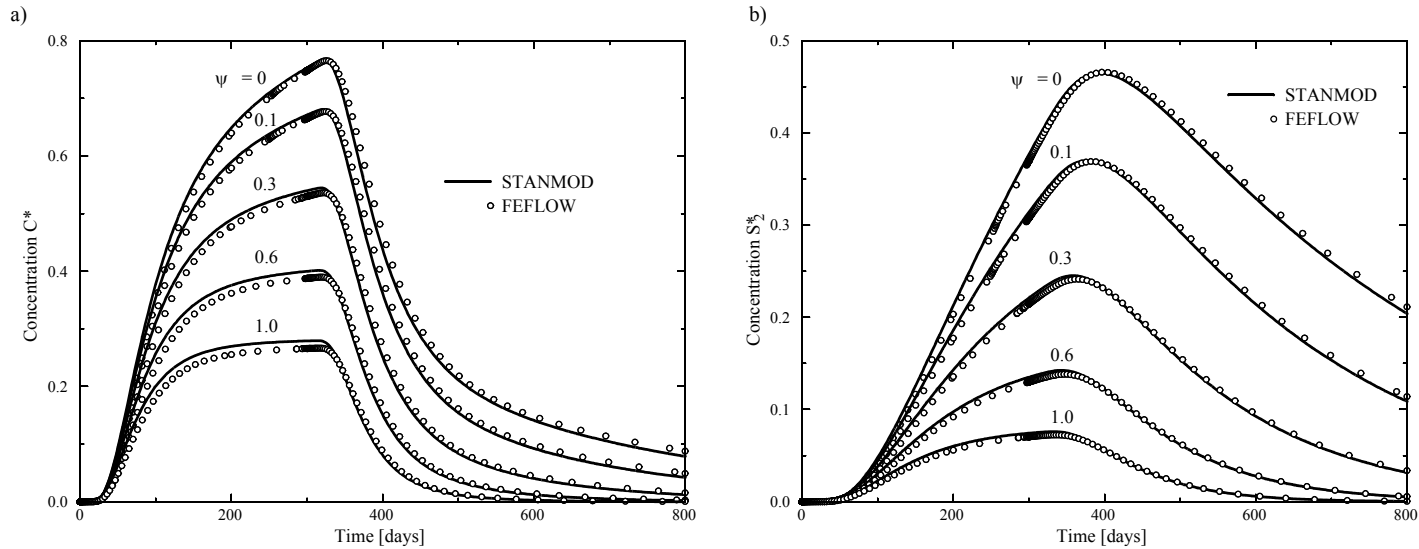 a)
0.8
0.6
0.4
0.2
0.0
Concentration C*
ψ = 0
0.1
0.3
0.6
1.0
STANMOD
FEFLOW
0
200
400
600
800
Time [days]
b)
0.5
0.4
0.3
0.2
0.1
0.0
Concentration S*2
ψ = 0
0.1
0.3
0.6
1.0
STANMOD
FEFLOW
0
200
400
600
800
Time [days]